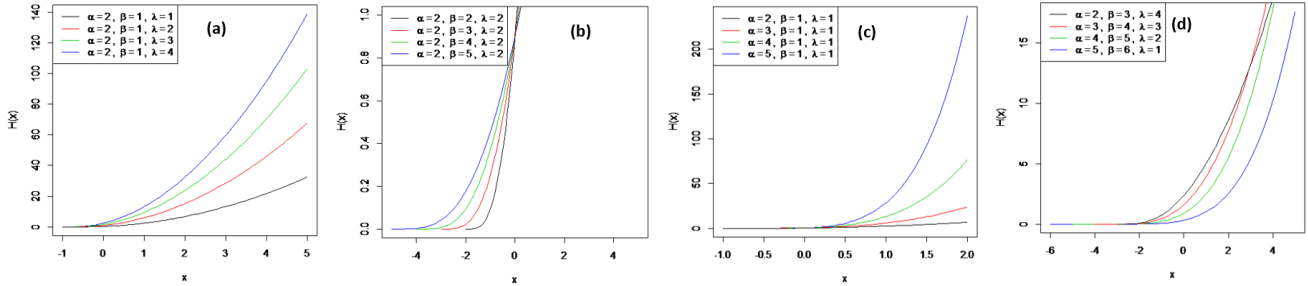 (a)
α=2, β=1, λ=1
α=2, β=1, λ=2
α=2, β=1, λ=3
α=2, β=1, λ=4
H(x)
0
20
40
60
80
100
120
140
-1
0
1
2
3
4
5
x
(b)
α=2, β=2, λ=2
α=2, β=3, λ=2
α=2, β=4, λ=2
α=2, β=5, λ=2
H(x)
0.0
0.2
0.4
0.6
0.8
1.0
-4
-2
0
2
4
x
(c)
α=2, β=1, λ=1
α=3, β=1, λ=1
α=4, β=1, λ=1
α=5, β=1, λ=1
H(x)
0
50
100
150
200
-1.0
-0.5
0.0
0.5
1.0
1.5
2.0
x
(d)
α=2, β=3, λ=4
α=3, β=4, λ=3
α=4, β=5, λ=2
α=5, β=6, λ=1
H(x)
0
5
10
15
-6
-4
-2
0
2
4
x